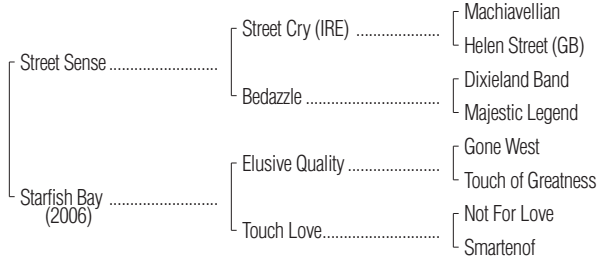 Machiavellian
Street Cry (IRE) ...................
Helen Street (GB)
Street Sense .........................
Dixieland Band
Bedazzle ................................
Majestic Legend
Gone West
Elusive Quality .....................
Touch of Greatness
Starfish Bay .........................
(2006)
Not For Love
Touch Love...........................
Smartenof